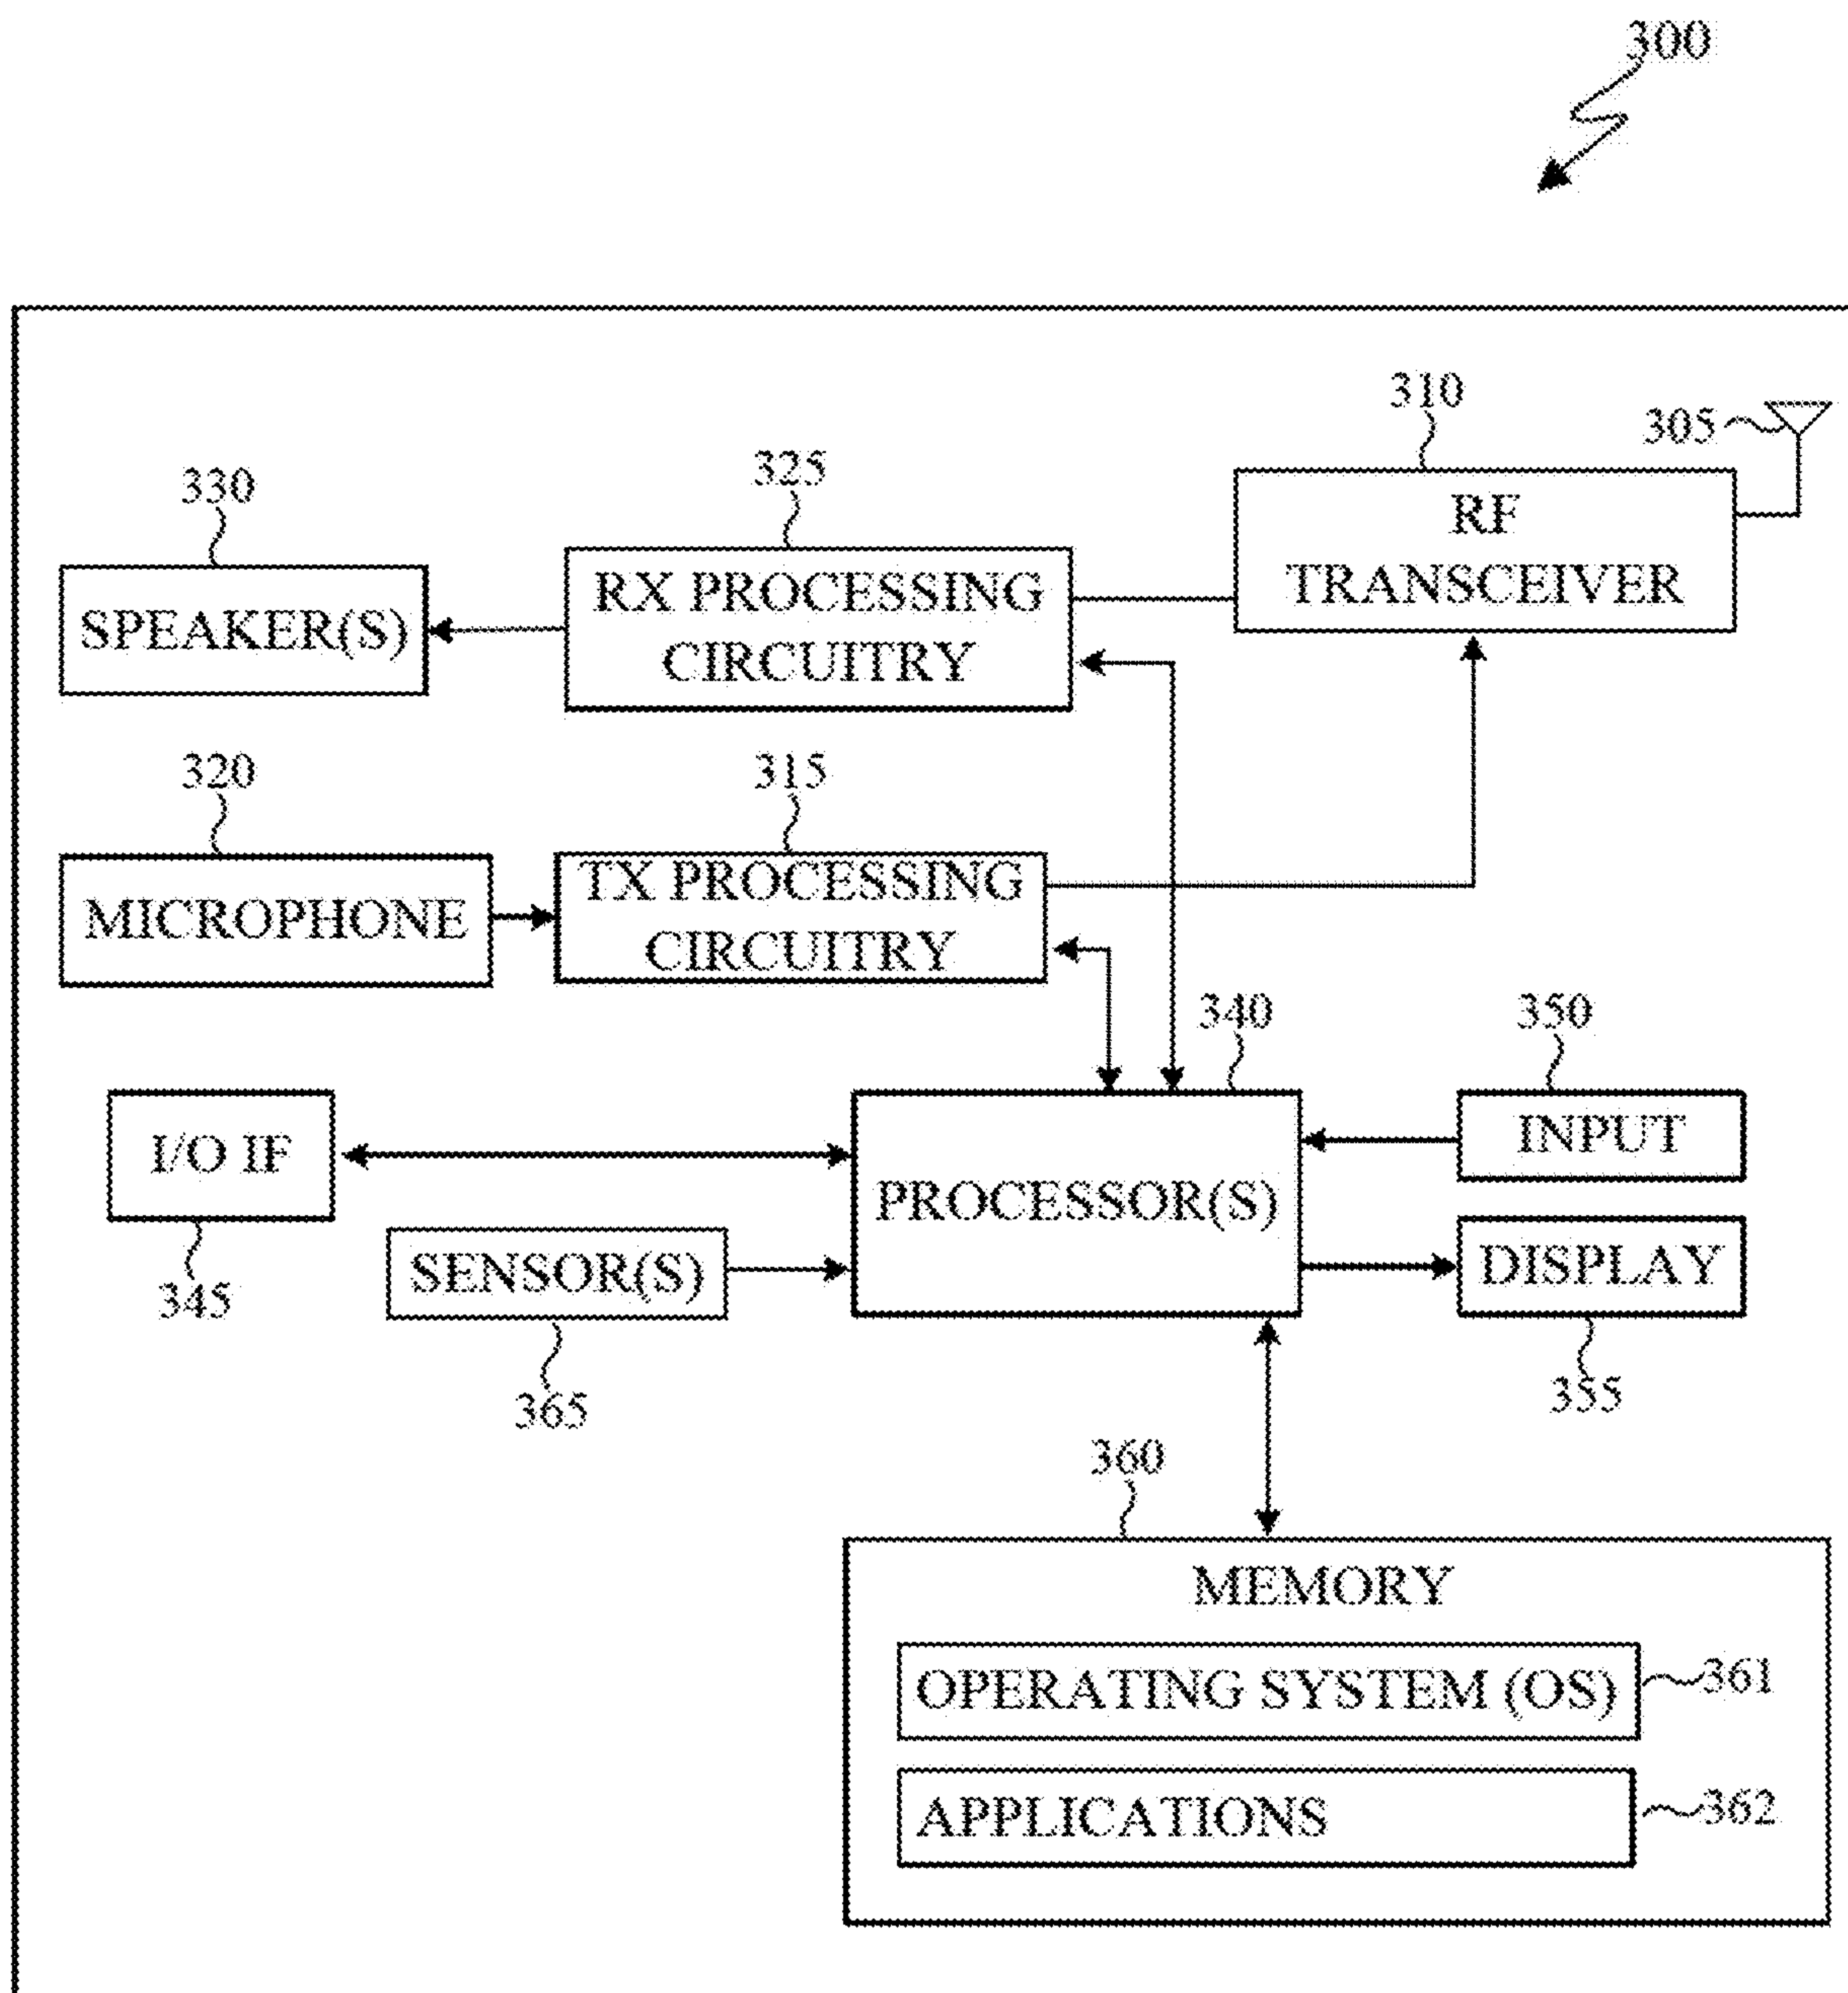 300
310
305
325
330
RF
TRANSCEIVER
RX PROCESSING
CIRCUITRY
SPEAKER(S)
320
315
MICROPHONE
TX PROCESSING
CIRCUITRY
340
350
I/O IF
INPUT
PROCESSOR(S)
SENSOR(S)
DISPLAY
345
365
355
360
MEMORY
OPERATING SYSTEM (OS)
361
APPLICATIONS
362